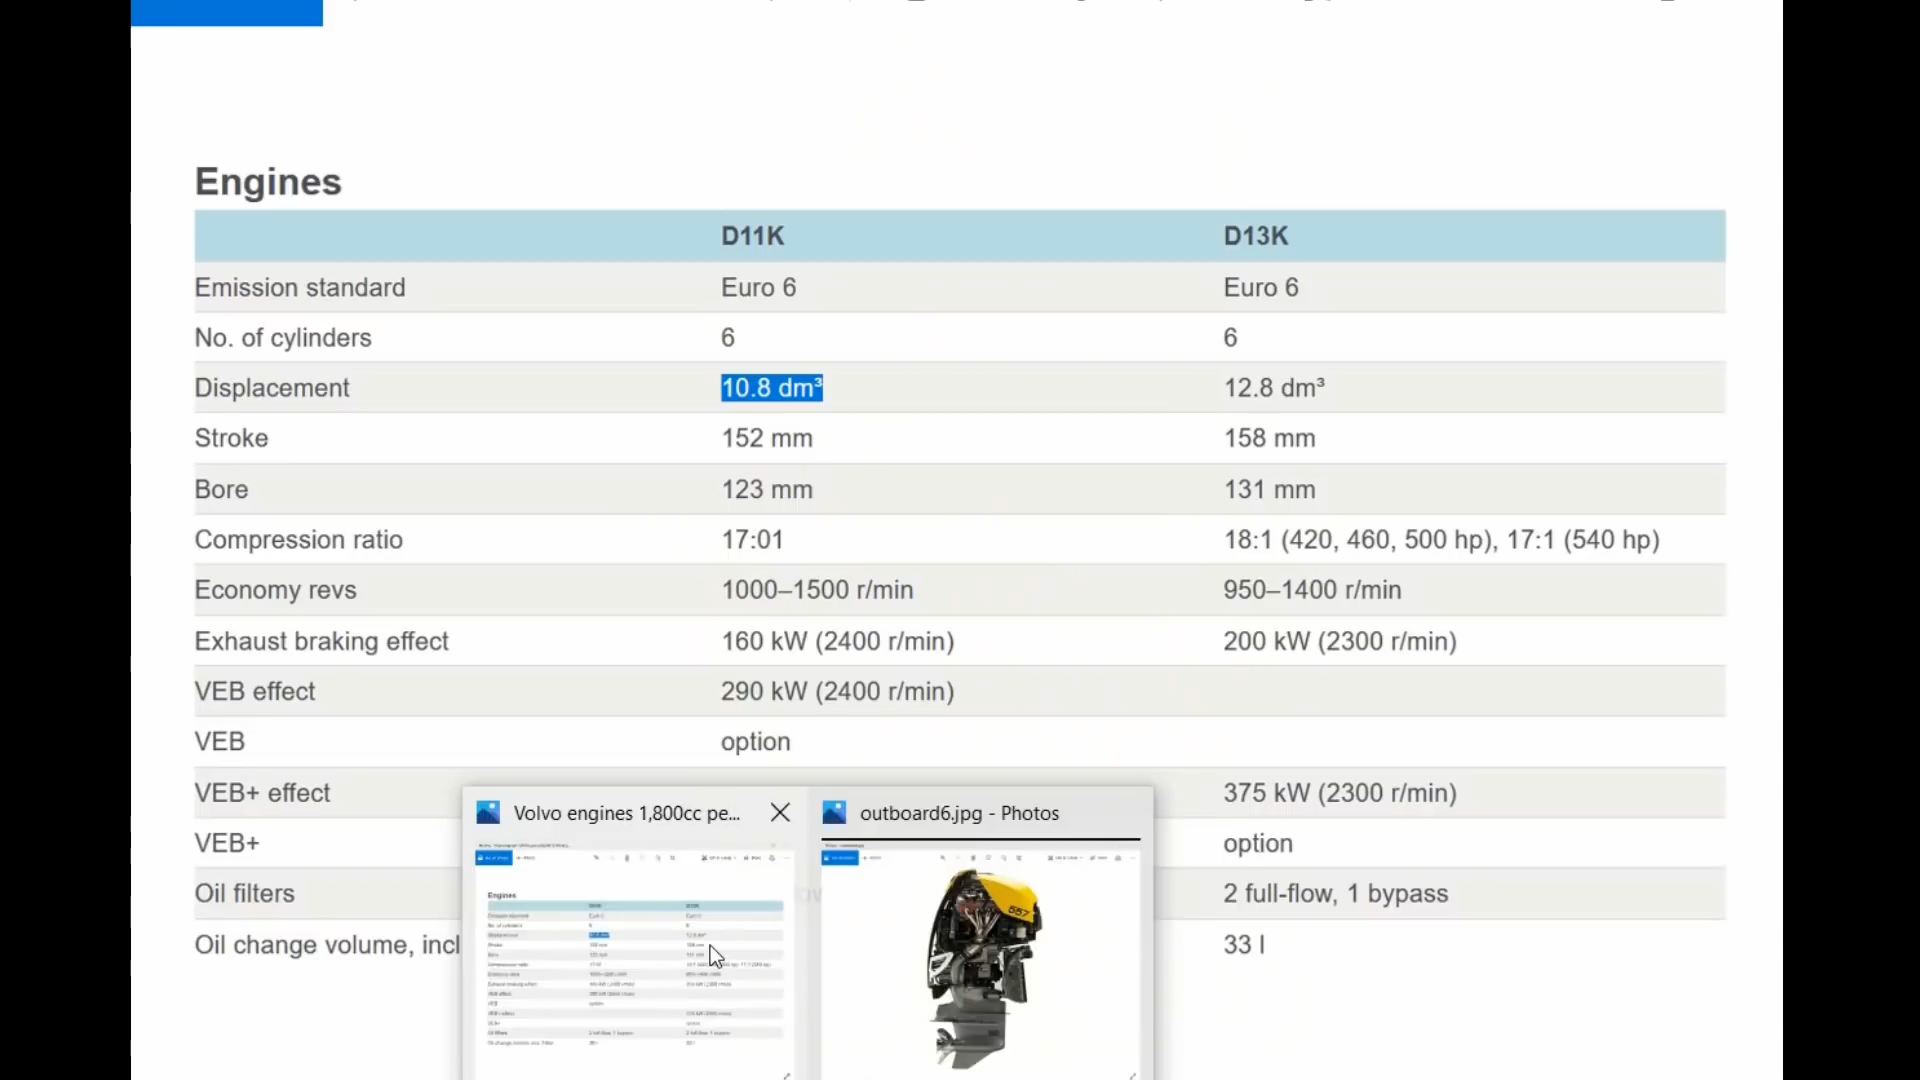 Engines
D11K D13K
Emission standard Euro 6 Euro 6
No. of cylinders 6 6
Displacement 10.8 dm³ 12.8 dm³
Stroke 152 mm 158 mm
Bore 123 mm 131 mm
Compression ratio 17:01 18:1 (420, 460, 500 hp), 17:1 (540 hp)
Economy revs 1000–1500 r/min 950–1400 r/min
Exhaust braking effect 160 kW (2400 r/min) 200 kW (2300 r/min)
VEB effect 290 kW (2400 r/min)
VEB option
VEB+ effect 375 kW (2300 r/min)
VEB+ option
Oil filters 2 full-flow, 1 bypass
Oil change volume, incl 33 l
Volvo engines 1,800cc pe... outboard6.jpg - Photos
Engines
557